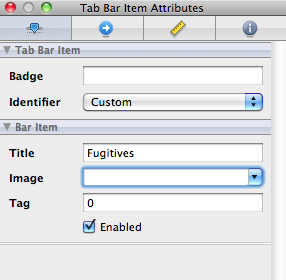 Tab Bar Item Attributes
Tab Bar Item
Badge
Identifier Custom
Bar Item
Title Fugitives
Image
Tag 0
Enabled